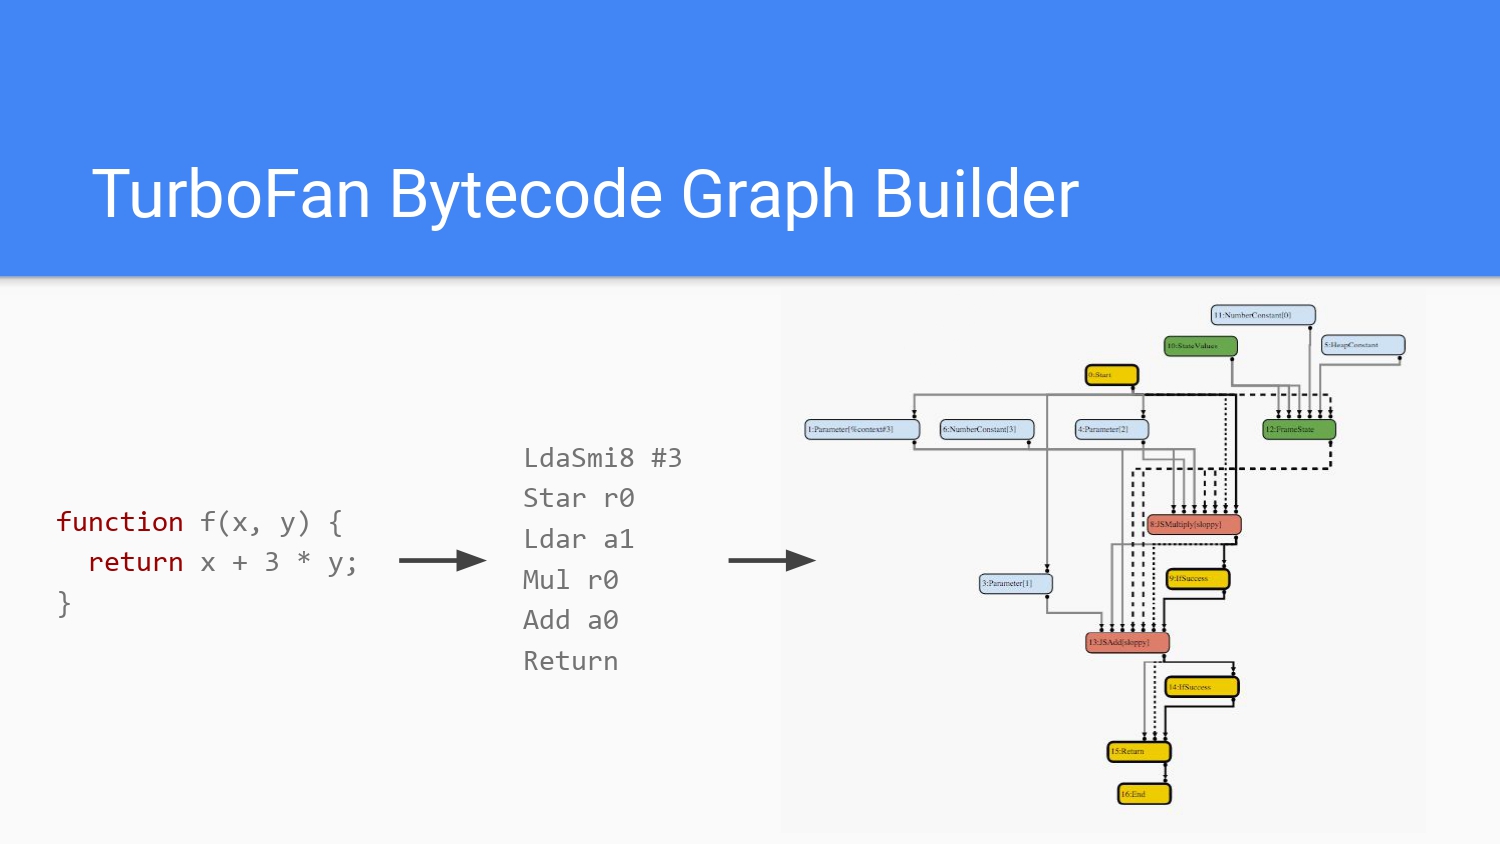 TurboFan Bytecode Graph Builder
function f(x, y) {
return x + 3 * y;
}
LdaSmi8 #3
Star r0
Ldar a1
Mul r0
Add a0
Return
11:NumberConstant[0]
10:StateValues
5:HeapConstant
0:Start
1:Parameter[%context#3]
6:NumberConstant[3]
4:Parameter[2]
12:FrameState
8:JSMultiply[sloppy]
9:IfSuccess
3:Parameter[1]
13:JSAdd[sloppy]
14:IfSuccess
15:Return
16:End